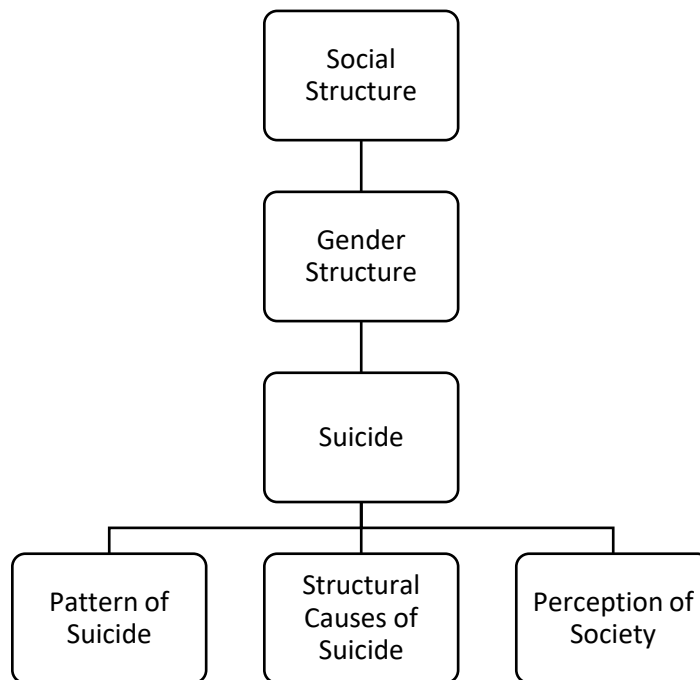 Social
Structure
Gender
Structure
Suicide
Pattern of
Suicide
Structural
Causes of
Suicide
Perception of
Society